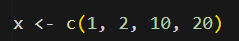 x <- c(1, 2, 10, 20)